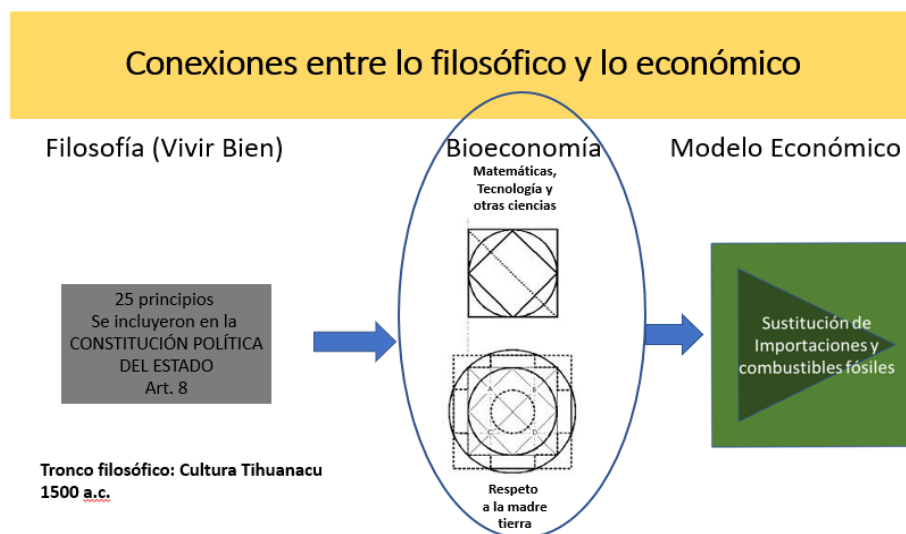 Conexiones entre lo filosófico y lo económico
Filosofía (Vivir Bien)
25 principios
Se incluyeron en la
CONSTITUCIÓN POLÍTICA
DEL ESTADO
Art. 8
Tronco filosófico: Cultura Tihuanacu
1500 a.c.
Bioeconomía
Matemáticas,
Tecnología y
otras ciencias
A
B
C
D
Respeto
a la madre
tierra
Modelo Económico
Sustitución de
Importaciones y
combustibles fósiles